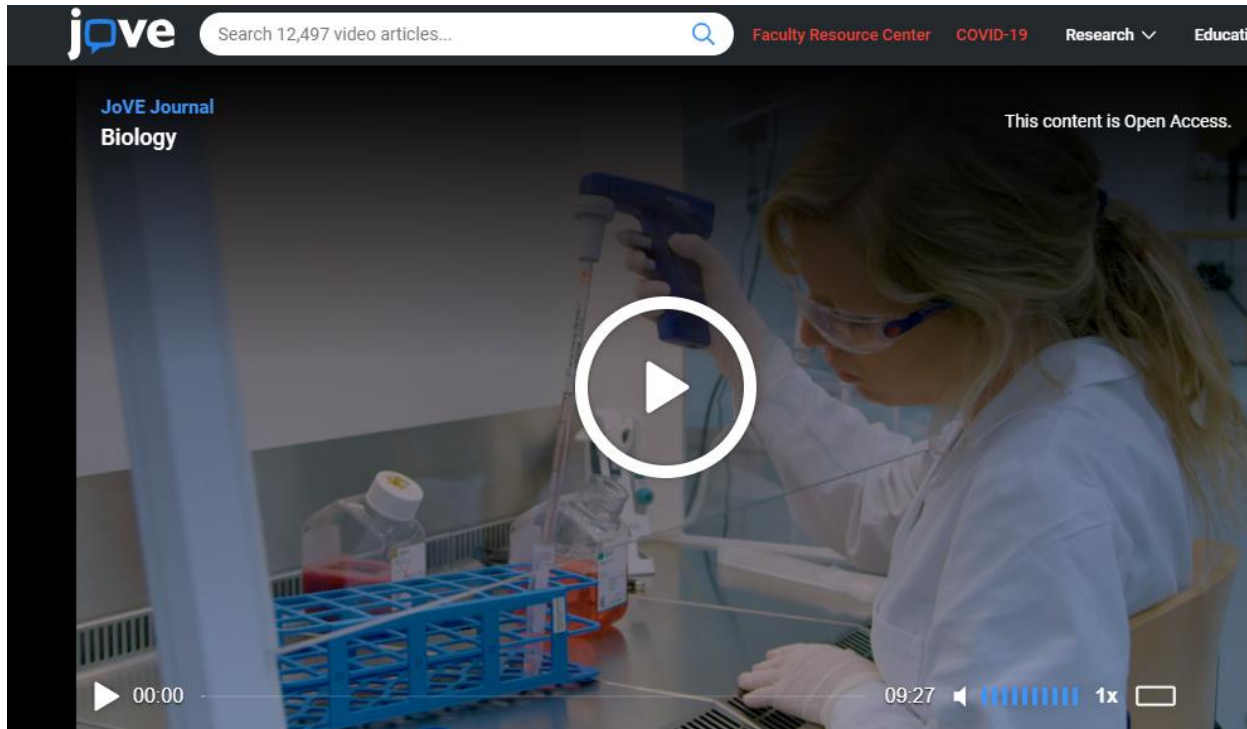 jove
Search 12,497 video articles...
Faculty Resource Center
COVID-19
Research
Educati
JoVE Journal
Biology
This content is Open Access.
00:00
09:27
1x